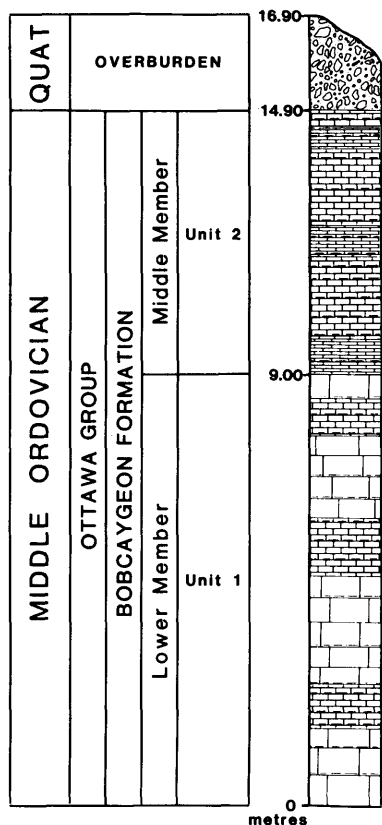 QUAT
OVERBURDEN
16.90
14.90
MIDDLE ORDOVICIAN
OTTAWA GROUP
BOBCAYGEON FORMATION
Middle Member
Unit 2
9.00
Lower Member
Unit 1
0
metres